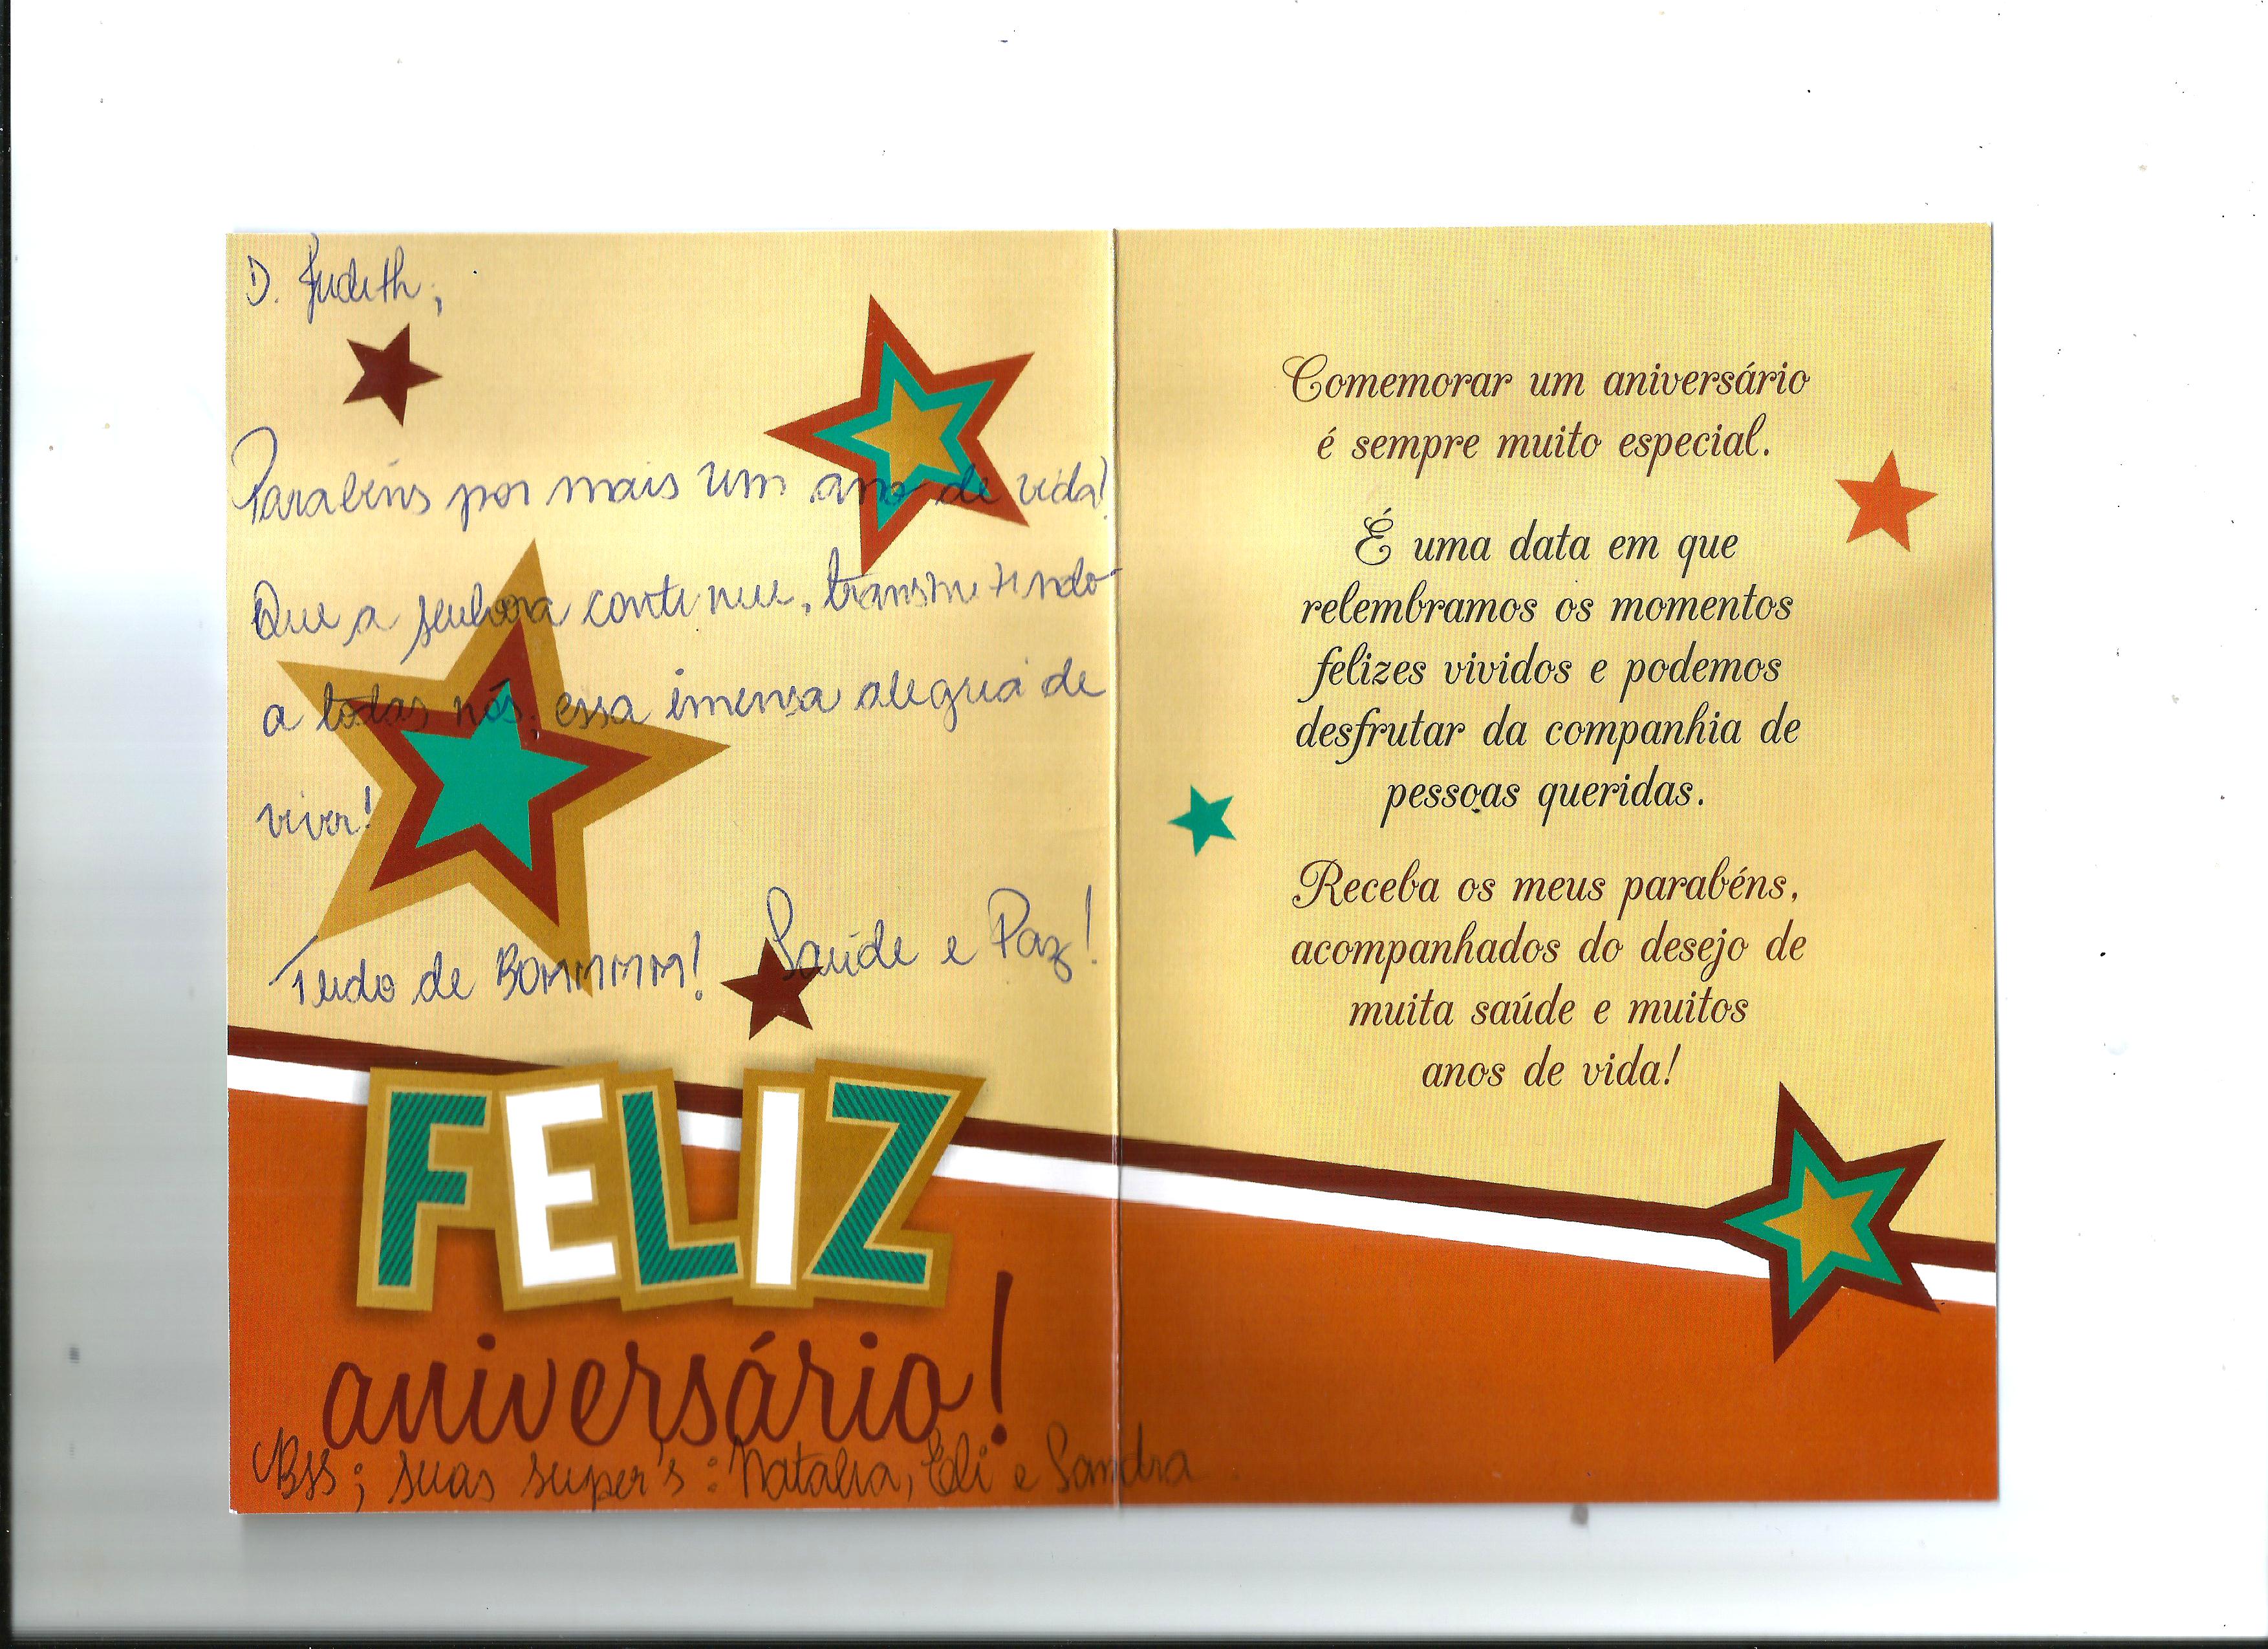 D. Judith;
Parabéns por mais um ano de vida!
Que a senhora continue, transmitindo
a todas nós, essa imensa alegria de
viver!
Tudo de BOMMMM! Saúde e Paz!
FELIZ
aniversário!
Bjs; suas super's: Natalia, Eli e Sandra
Comemorar um aniversário
é sempre muito especial.
É uma data em que
relembramos os momentos
felizes vividos e podemos
desfrutar da companhia de
pessoas queridas.
Receba os meus parabéns,
acompanhados do desejo de
muita saúde e muitos
anos de vida!